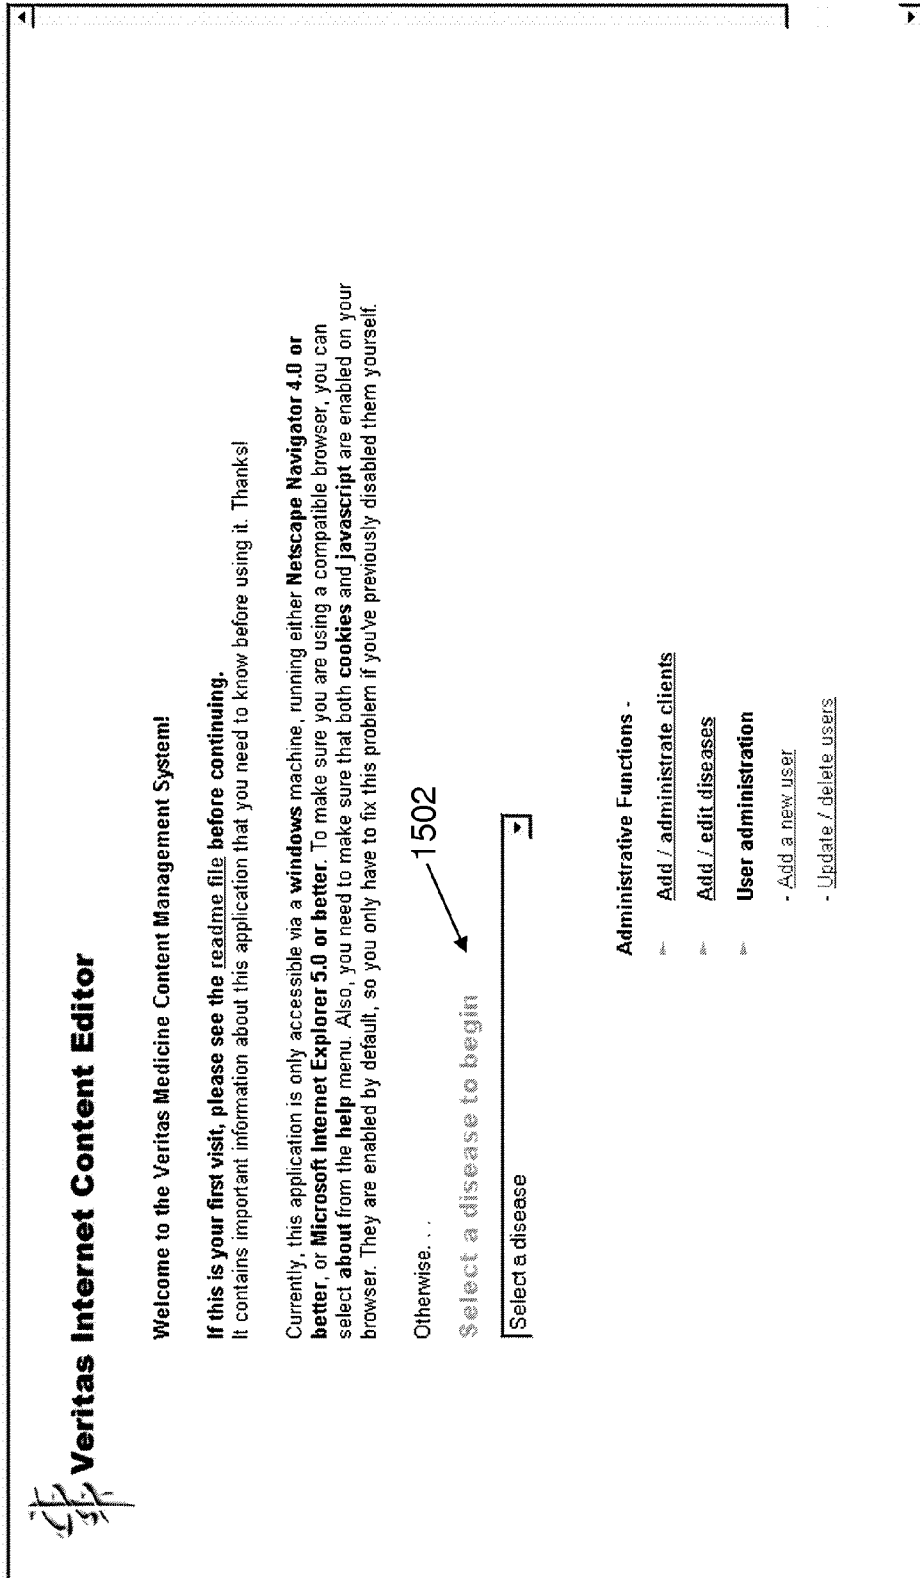 Veritas Internet Content Editor
Welcome to the Veritas Medicine Content Management System!
If this is your first visit, please see the readme file before continuing.
It contains important information about this application that you need to know before using it. Thanks!
Currently, this application is only accessible via a windows machine, running either Netscape Navigator 4.0 or
better, or Microsoft Internet Explorer 5.0 or better. To make sure you are using a compatible browser, you can
select about from the help menu. Also, you need to make sure that both cookies and javascript are enabled on your
browser. They are enabled by default, so you only have to fix this problem if you've previously disabled them yourself.
Otherwise. . .
Select a disease to begin
1502
Select a disease
Administrative Functions -
Add / administrate clients
Add / edit diseases
User administration
- Add a new user
- Update / delete users